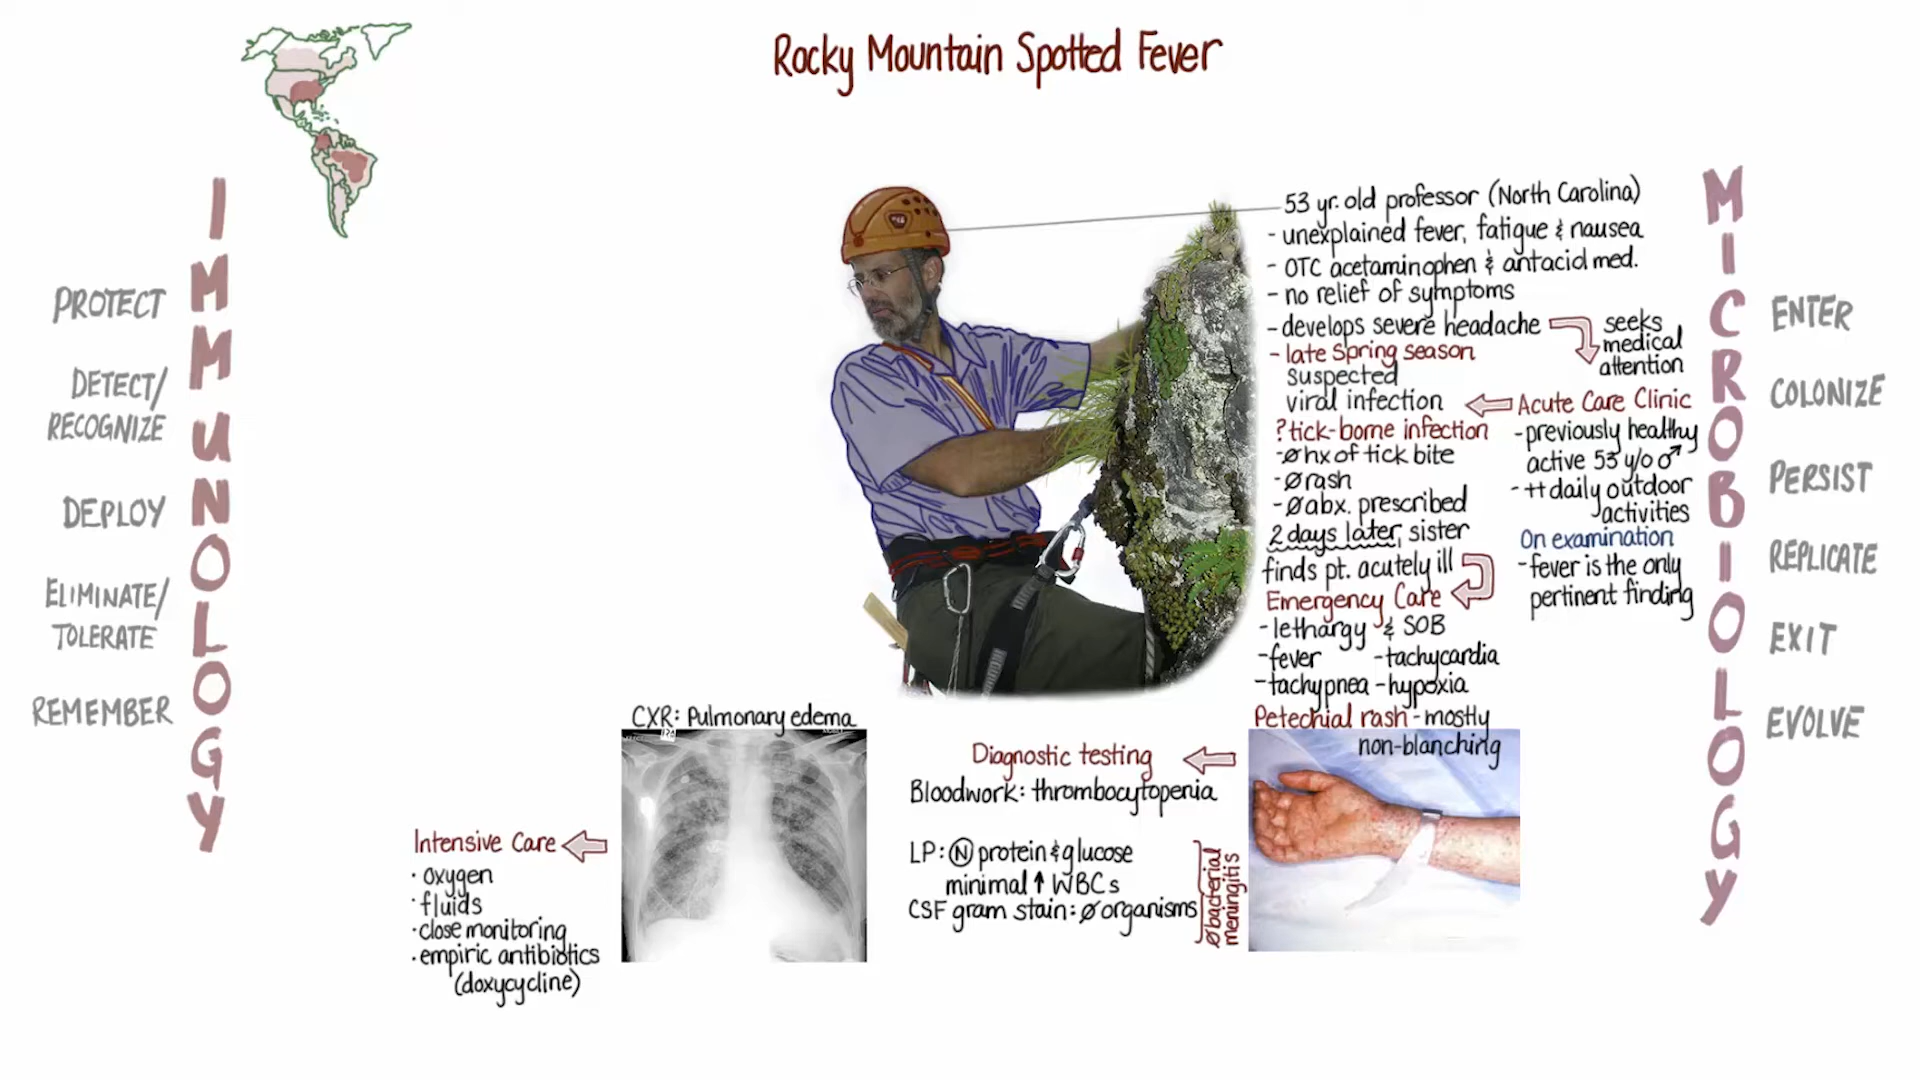 Rocky Mountain Spotted Fever
IMMUNOLOGY
PROTECT
DETECT/
RECOGNIZE
DEPLOY
ELIMINATE/
TOLERATE
REMEMBER
53 yr. old professor (North Carolina)
- unexplained fever, fatigue & nausea
- OTC acetaminophen & antacid med.
- no relief of symptoms
- develops severe headache
seeks
medical
attention
- late Spring season
Acute Care Clinic
- previously healthy
active 53 y/o ♂
- ++ daily outdoor
activities
On examination
- fever is the only
pertinent finding
suspected
viral infection
? tick-borne infection
- ø hx of tick bite
- ø rash
- ø abx. prescribed
2 days later, sister
finds pt. acutely ill
Emergency Care
- lethargy & SOB
- fever - tachycardia
- tachypnea - hypoxia
Petechial rash - mostly
non-blanching
Diagnostic testing
Bloodwork: thrombocytopenia
LP: Ⓝ protein & glucose
minimal ↑ WBCs
CSF gram stain: ø organisms
ø bacterial
meningitis
CXR: Pulmonary edema
Intensive Care
· oxygen
· fluids
· close monitoring
· empiric antibiotics
(doxycycline)
MICROBIOLOGY
ENTER
COLONIZE
PERSIST
REPLICATE
EXIT
EVOLVE